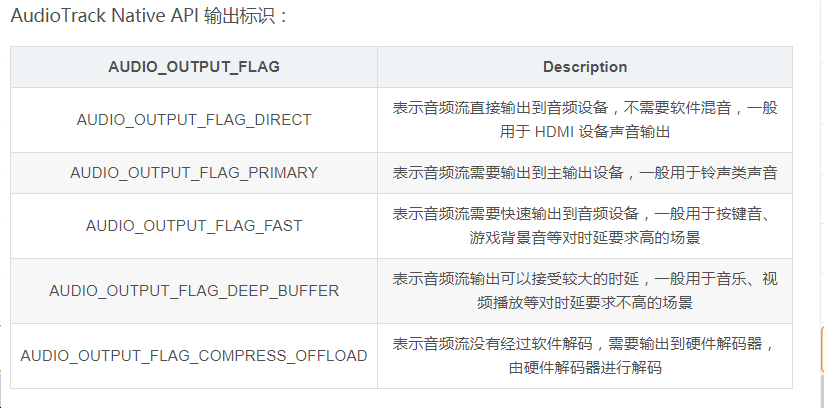 AudioTrack Native API 输出标识：
AUDIO_OUTPUT_FLAG
Description
AUDIO_OUTPUT_FLAG_DIRECT
表示音频流直接输出到音频设备，不需要软件混音，一般
用于 HDMI 设备声音输出
AUDIO_OUTPUT_FLAG_PRIMARY
表示音频流需要输出到主输出设备，一般用于铃声类声音
AUDIO_OUTPUT_FLAG_FAST
表示音频流需要快速输出到音频设备，一般用于按键音、
游戏背景音等对时延要求高的场景
AUDIO_OUTPUT_FLAG_DEEP_BUFFER
表示音频流输出可以接受较大的时延，一般用于音乐、视
频播放等对时延要求不高的场景
AUDIO_OUTPUT_FLAG_COMPRESS_OFFLOAD
表示音频流没有经过软件解码，需要输出到硬件解码器，
由硬件解码器进行解码